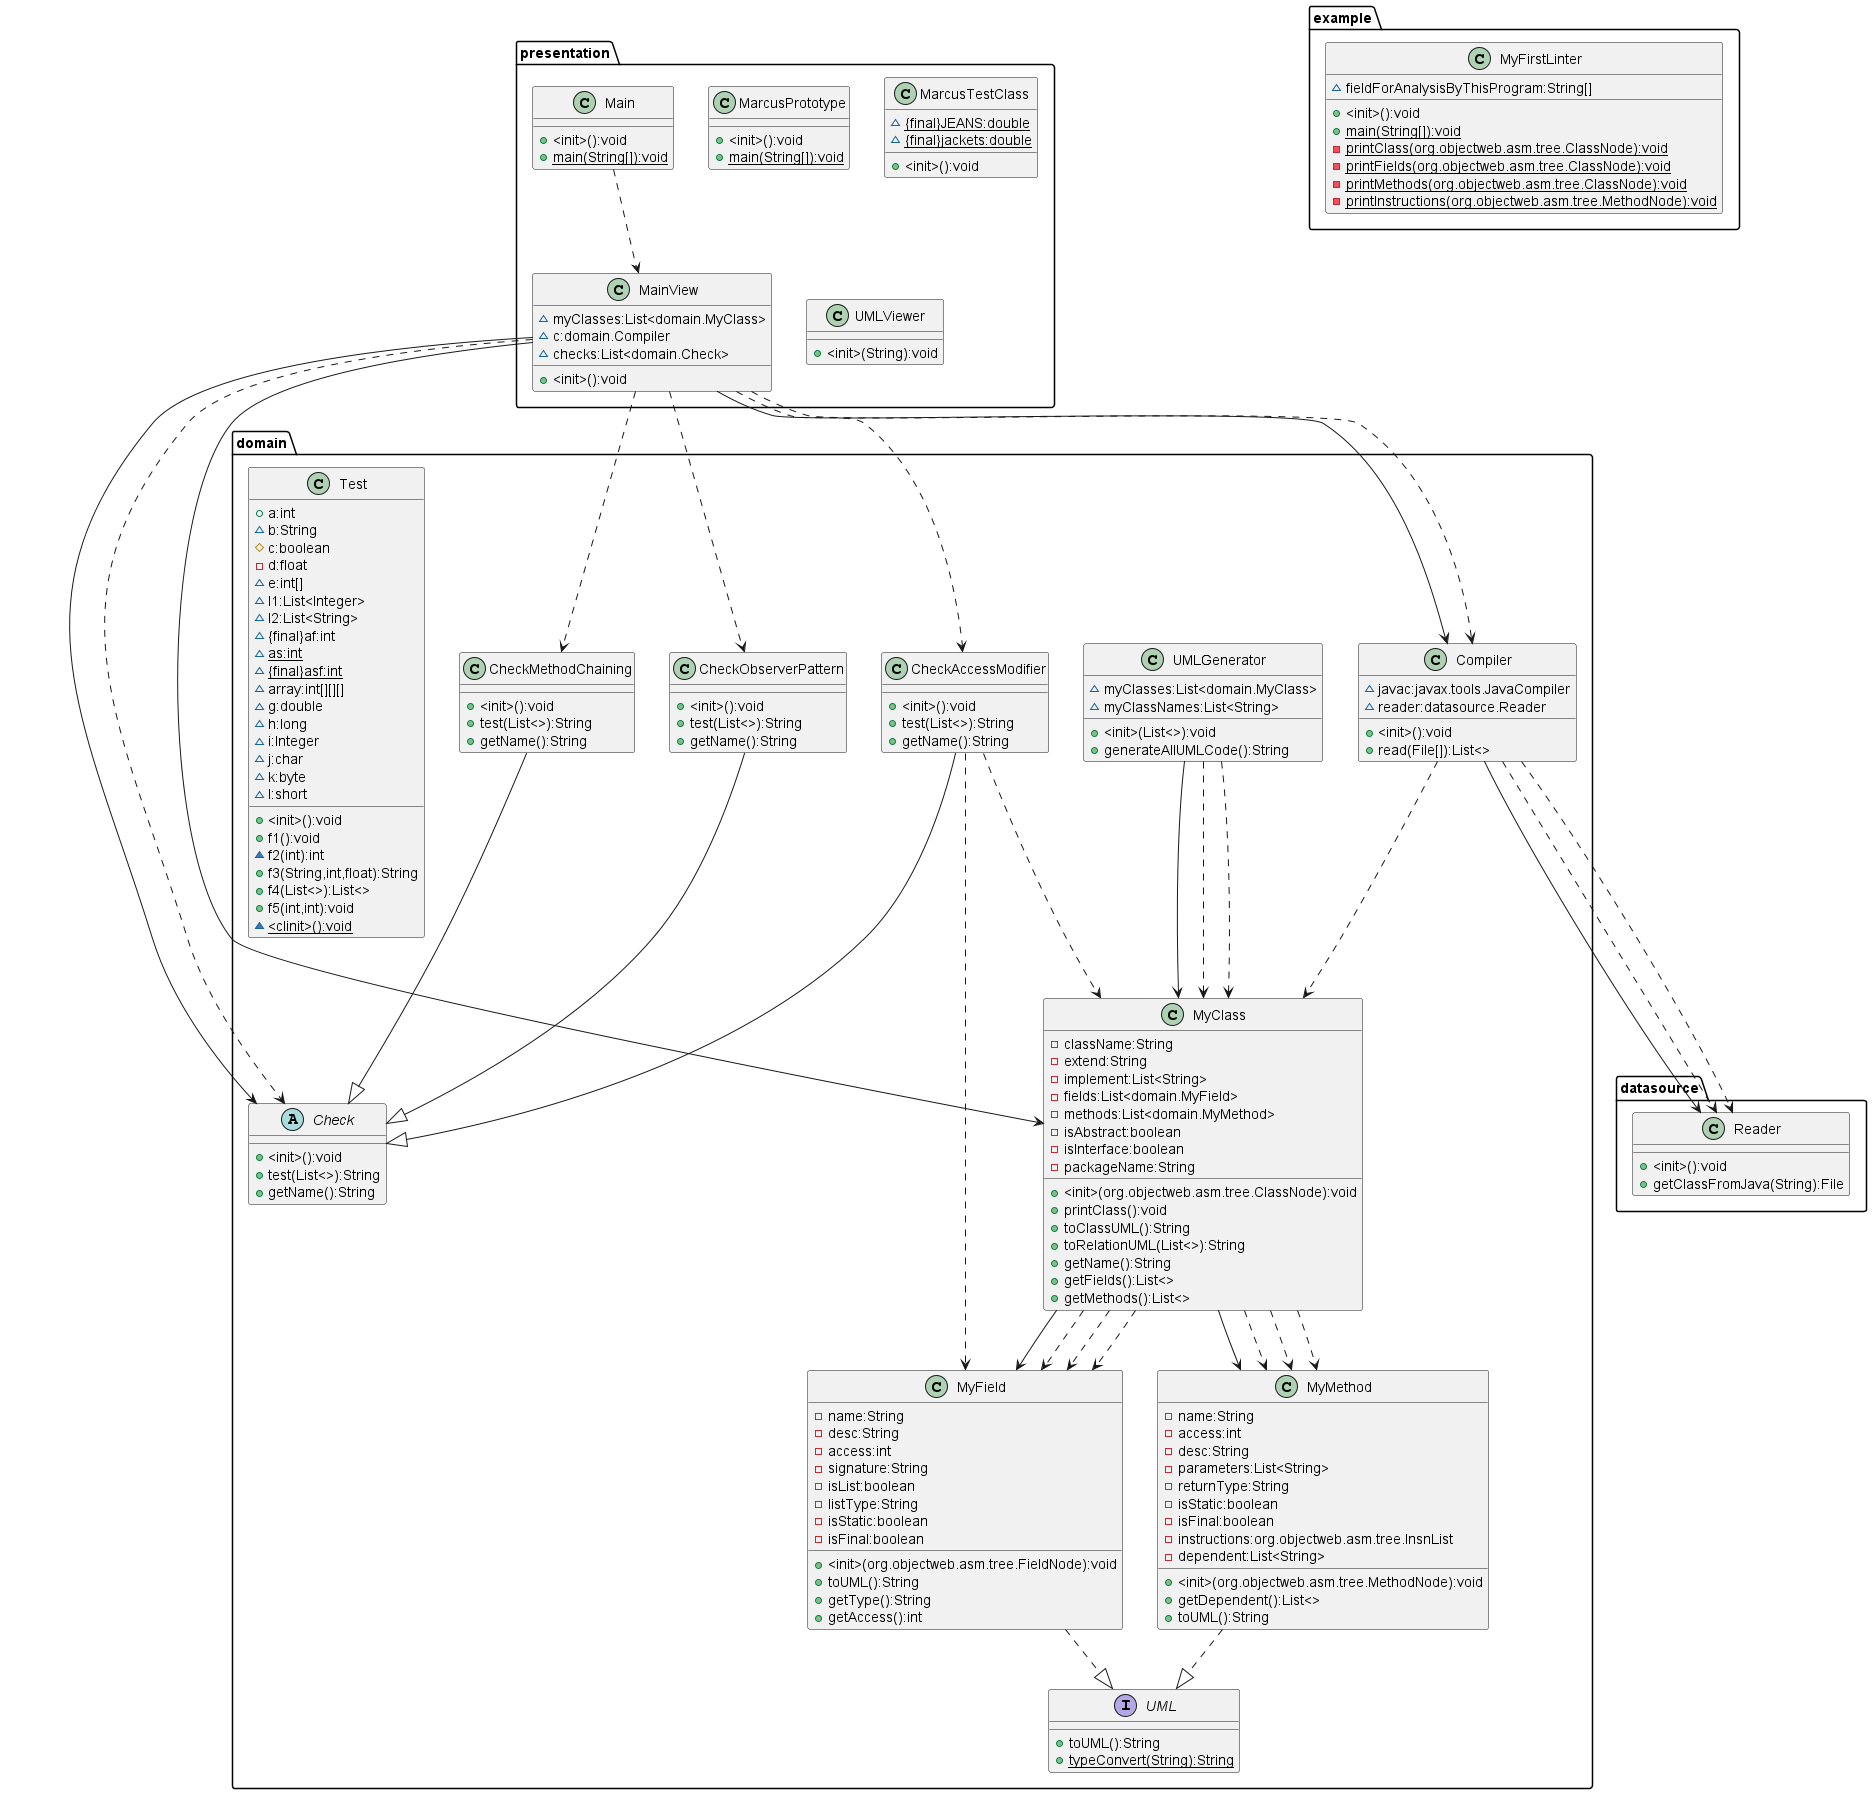 example
C MyFirstLinter
fieldForAnalysisByThisProgram:String[]
<init>():void
main(String[]):void
printClass(org.objectweb.asm.tree.ClassNode):void
printFields(org.objectweb.asm.tree.ClassNode):void
printMethods(org.objectweb.asm.tree.ClassNode):void
printInstructions(org.objectweb.asm.tree.MethodNode):void
presentation
C Main
<init>():void
main(String[]):void
C MarcusPrototype
<init>():void
main(String[]):void
C MarcusTestClass
{final}JEANS:double
{final}jackets:double
<init>():void
C MainView
myClasses:List<domain.MyClass>
c:domain.Compiler
checks:List<domain.Check>
<init>():void
C UMLViewer
<init>(String):void
domain
C Test
a:int
b:String
c:boolean
d:float
e:int[]
l1:List<Integer>
l2:List<String>
{final}af:int
as:int
{final}asf:int
array:int[][][]
g:double
h:long
i:Integer
j:char
k:byte
l:short
<init>():void
f1():void
f2(int):int
f3(String,int,float):String
f4(List<>):List<>
f5(int,int):void
<clinit>():void
C CheckMethodChaining
<init>():void
test(List<>):String
getName():String
C CheckObserverPattern
<init>():void
test(List<>):String
getName():String
C CheckAccessModifier
<init>():void
test(List<>):String
getName():String
C UMLGenerator
myClasses:List<domain.MyClass>
myClassNames:List<String>
<init>(List<>):void
generateAllUMLCode():String
C Compiler
javac:javax.tools.JavaCompiler
reader:datasource.Reader
<init>():void
read(File[]):List<>
A Check
<init>():void
test(List<>):String
getName():String
C MyClass
className:String
extend:String
implement:List<String>
fields:List<domain.MyField>
methods:List<domain.MyMethod>
isAbstract:boolean
isInterface:boolean
packageName:String
<init>(org.objectweb.asm.tree.ClassNode):void
printClass():void
toClassUML():String
toRelationUML(List<>):String
getName():String
getFields():List<>
getMethods():List<>
datasource
C Reader
<init>():void
getClassFromJava(String):File
C MyField
name:String
desc:String
access:int
signature:String
isList:boolean
listType:String
isStatic:boolean
isFinal:boolean
<init>(org.objectweb.asm.tree.FieldNode):void
toUML():String
getType():String
getAccess():int
C MyMethod
name:String
access:int
desc:String
parameters:List<String>
returnType:String
isStatic:boolean
isFinal:boolean
instructions:org.objectweb.asm.tree.InsnList
dependent:List<String>
<init>(org.objectweb.asm.tree.MethodNode):void
getDependent():List<>
toUML():String
I UML
toUML():String
typeConvert(String):String